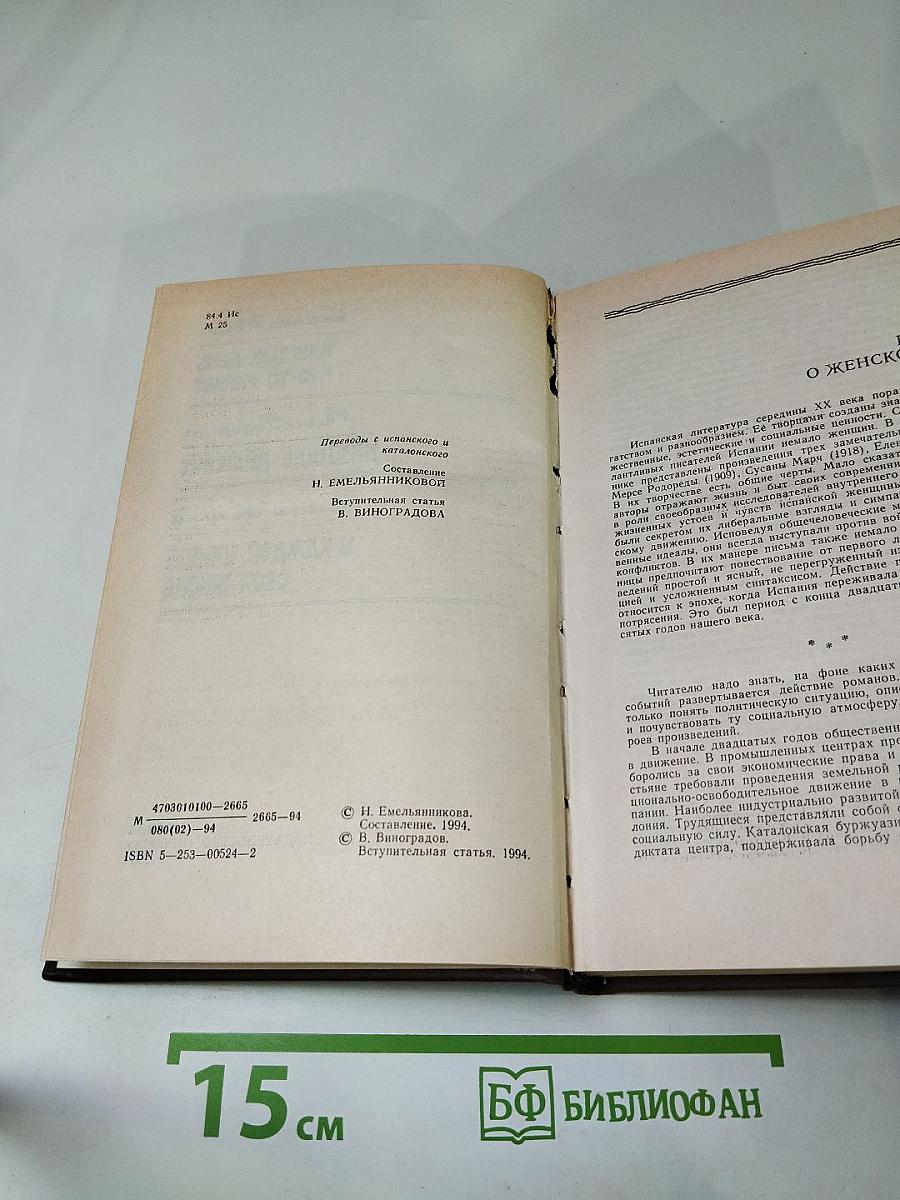 84.4 Ис
М 25
Переводы с испанского и
каталонского
Составление
Н. ЕМЕЛЬЯННИКОВОЙ
Вступительная статья
В. ВИНОГРАДОВА
4703010100—2665
М 2665—94
080(02)—94
ISBN 5—253—00524—2
© Н. Емельянникова.
Составление. 1994.
© В. Виноградов.
Вступительная статья. 1994.
О ЖЕНСКО
Испанская литература середины XX века пора
гатством и разнообразием. Её творцами созданы зна
жественные, эстетические и социальные ценности. С
лантливых писателей Испании немало женщин. В
нике представлены произведения трех замечатель
Мерсе Родореды (1909), Сусаны Марч (1918), Елен
В их творчестве есть общие черты. Мало сказат
авторы отражают жизнь и быт своих современни
в роли своеобразных исследователей внутреннего
жизненных устоев и чувств испанской женщины
были секретом их либеральные взгляды и симпа
скому движению. Исповедуя общечеловеческие м
венные идеалы, они всегда выступали против вой
конфликтов. В их манере письма также немало
ницы предпочитают повествование от первого л
ведений простой и ясный, не перегруженный из
цией и усложненным синтаксисом. Действие п
относится к эпохе, когда Испания переживала
потрясения. Это был период с конца двадцат
сятых годов нашего века.
* * *
Читателю надо знать, на фоне каких
событий развертывается действие романов.
только понять политическую ситуацию, опис
и почувствовать ту социальную атмосферу,
роев произведений.
В начале двадцатых годов общественн
в движение. В промышленных центрах про
боролись за свои экономические права и
стьяне требовали проведения земельной р
ционально-освободительное движение в
пании. Наиболее индустриально развитой
лония. Трудящиеся представляли собой с
социальную силу. Каталонская буржуази
диктата центра, поддерживала борьбу
15 см
БФ БИБЛИОФАН